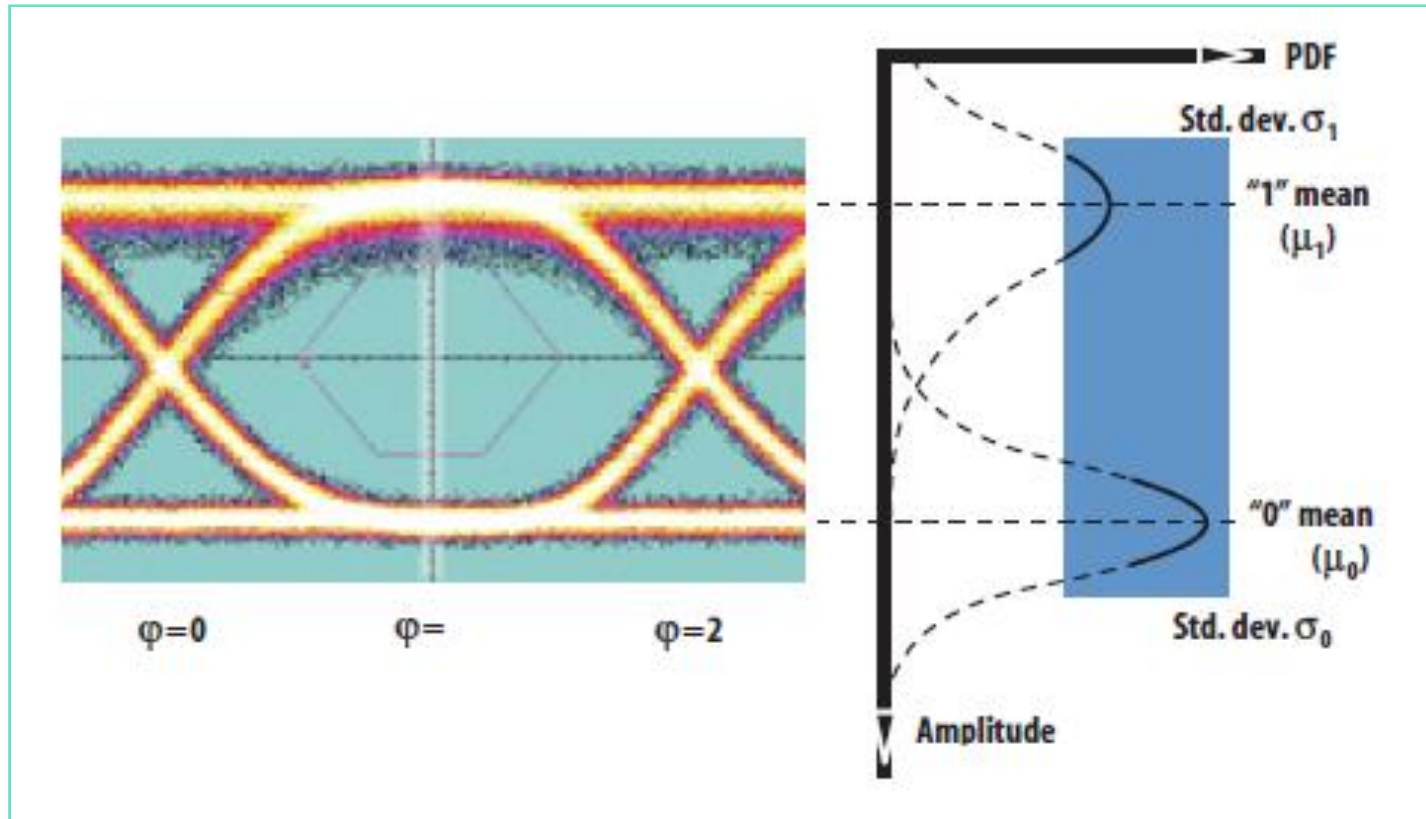 PDF
Std. dev. σ₁
“1” mean
(μ₁)
“0” mean
(μ₀)
Std. dev. σ₀
φ=0 φ= φ=2
Amplitude